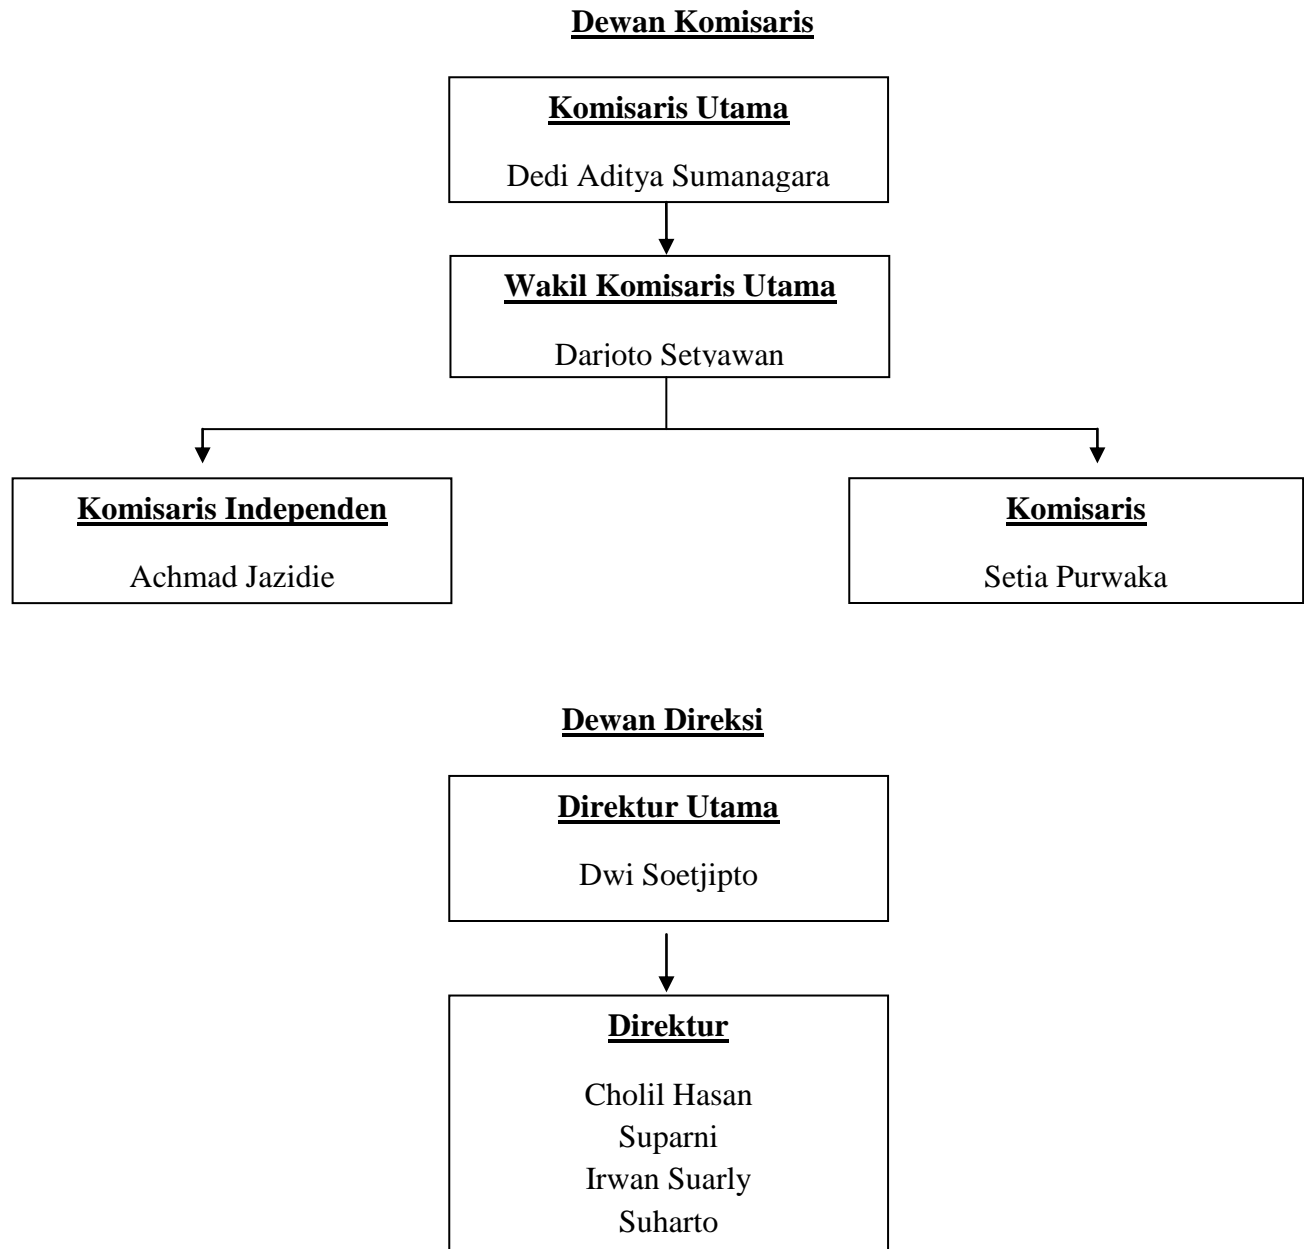 Dewan Komisaris
Komisaris Utama
Dedi Aditya Sumanagara
Wakil Komisaris Utama
Darjoto Setyawan
Komisaris Independen
Achmad Jazidie
Komisaris
Setia Purwaka
Dewan Direksi
Direktur Utama
Dwi Soetjipto
Direktur
Cholil Hasan
Suparni
Irwan Suarly
Suharto